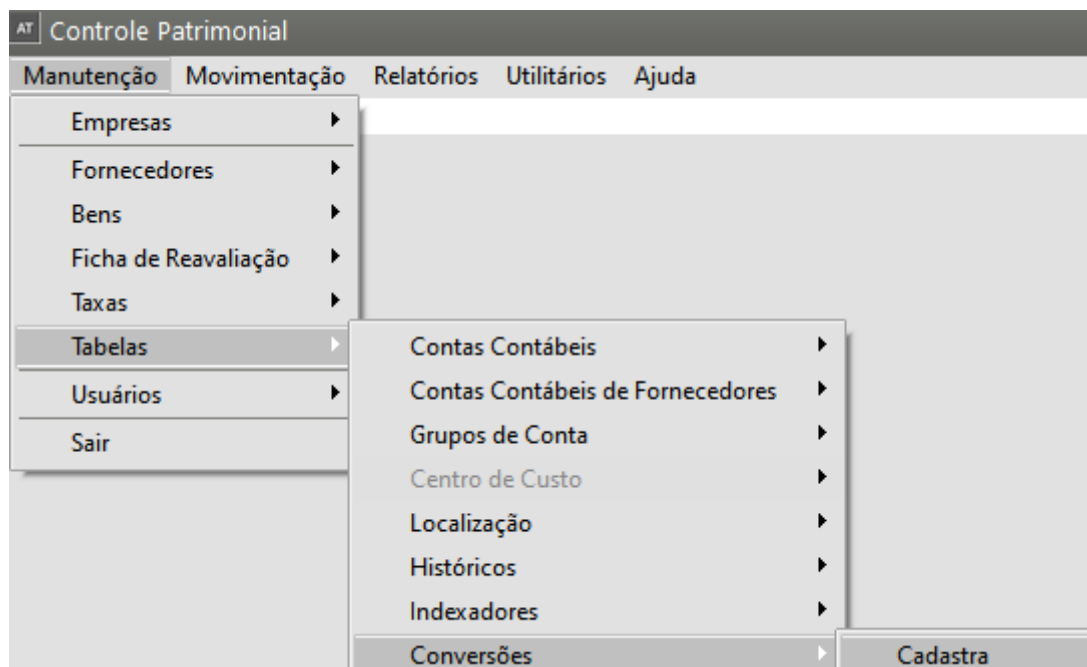 AT Controle Patrimonial
Manutenção Movimentação Relatórios Utilitários Ajuda
Empresas
Fornecedores
Bens
Ficha de Reavaliação
Taxas
Tabelas
Usuários
Sair
Contas Contábeis
Contas Contábeis de Fornecedores
Grupos de Conta
Centro de Custo
Localização
Históricos
Indexadores
Conversões
Cadastra